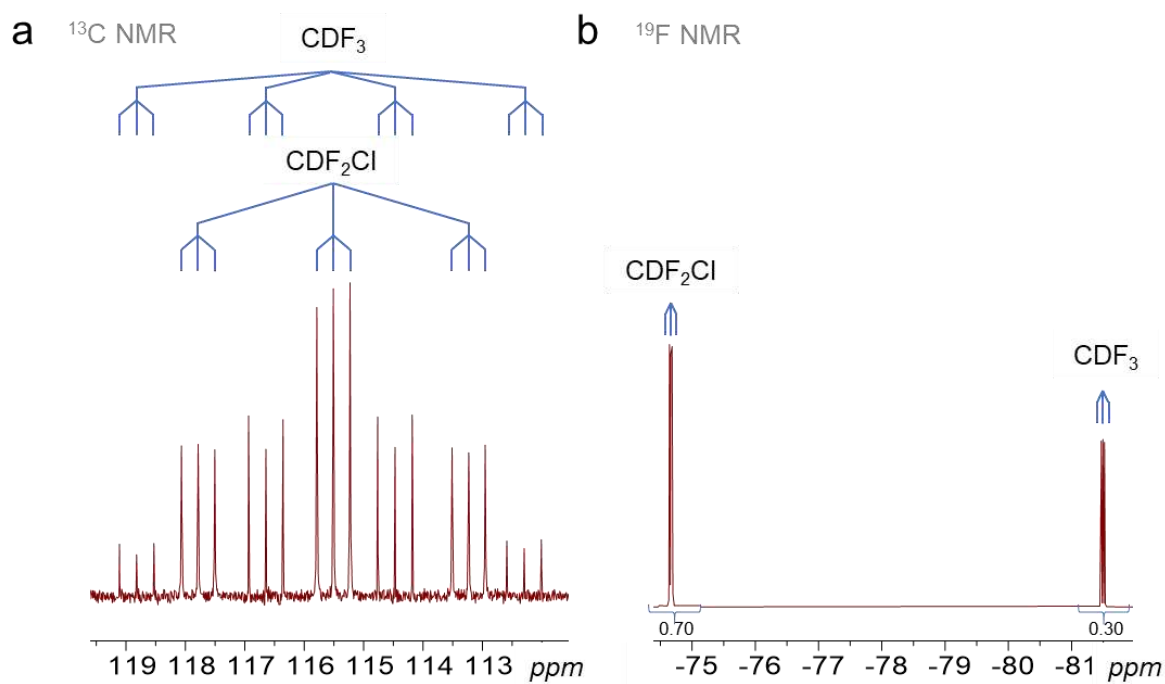 a ¹³C NMR
CDF₃
CDF₂Cl
119 118 117 116 115 114 113 ppm
b ¹⁹F NMR
CDF₂Cl
CDF₃
0.70 0.30
-75 -76 -77 -78 -79 -80 -81 ppm